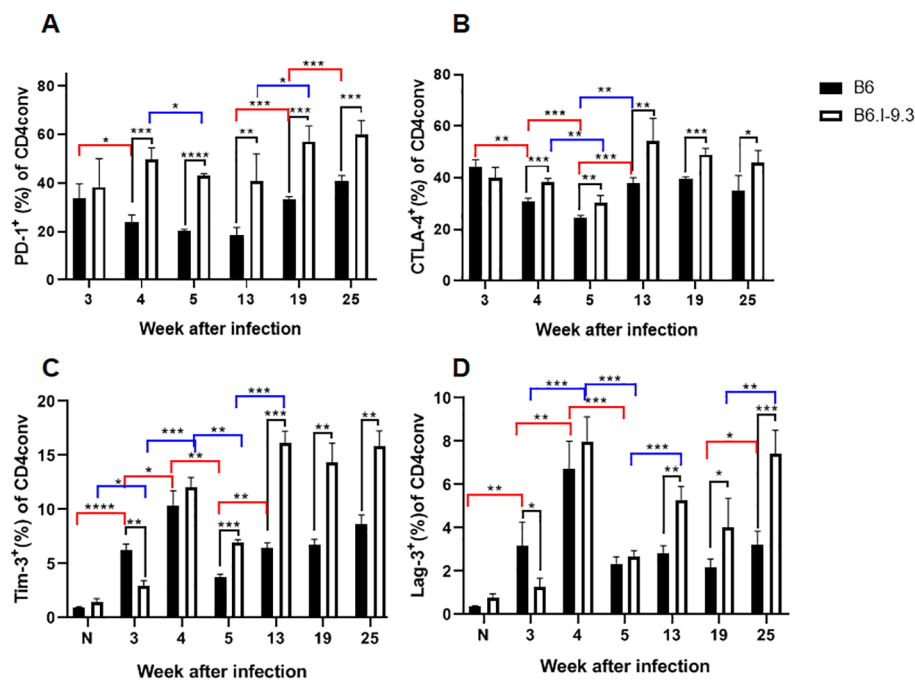 A
PD-1⁺ (%) of CD4conv
80
60
40
20
0
* *** * **** ** *** * *** *** ***
3 4 5 13 19 25
Week after infection
B
CTLA-4⁺(%) of CD4conv
80
60
40
20
0
** *** *** ** ** ** *** ** *** *
3 4 5 13 19 25
Week after infection
B6
B6.I-9.3
C
Tim-3⁺(%) of CD4conv
20
15
10
5
0
**** * ** * *** ** ** *** ** *** *** ** **
N 3 4 5 13 19 25
Week after infection
D
Lag-3⁺(%)of CD4conv
10
8
6
4
2
0
** * ** *** *** *** *** ** * * ** ***
N 3 4 5 13 19 25
Week after infection